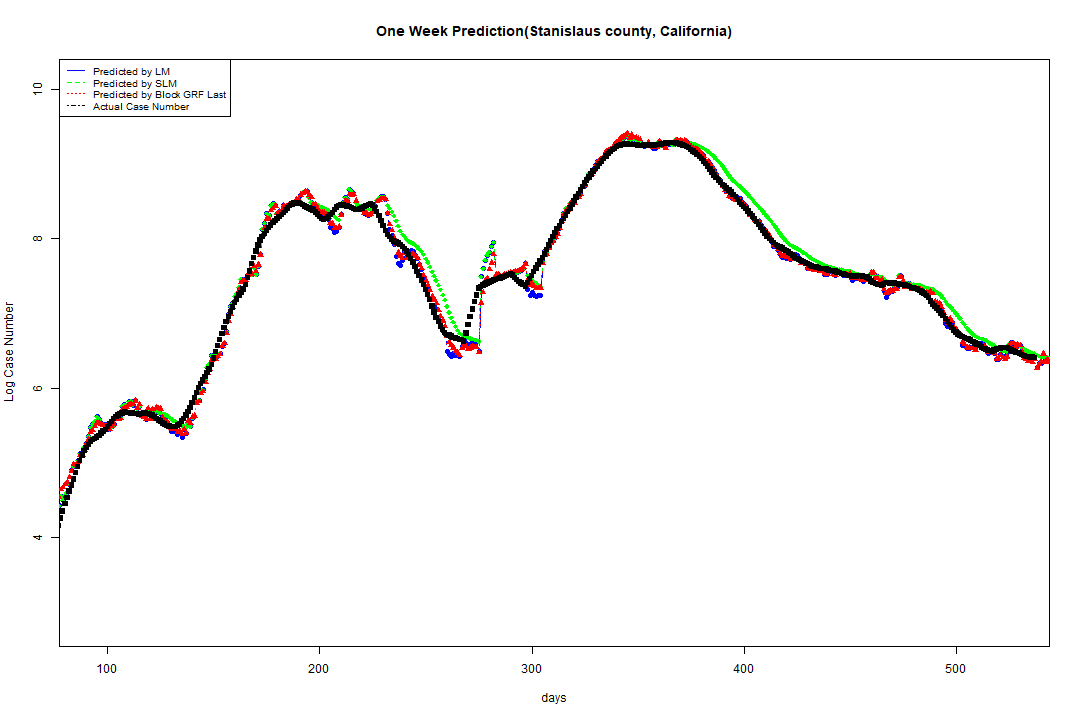 One Week Prediction(Stanislaus county, California)
Predicted by LM
Predicted by SLM
Predicted by Block GRF Last
Actual Case Number
10
8
6
4
Log Case Number
100 200 300 400 500
days